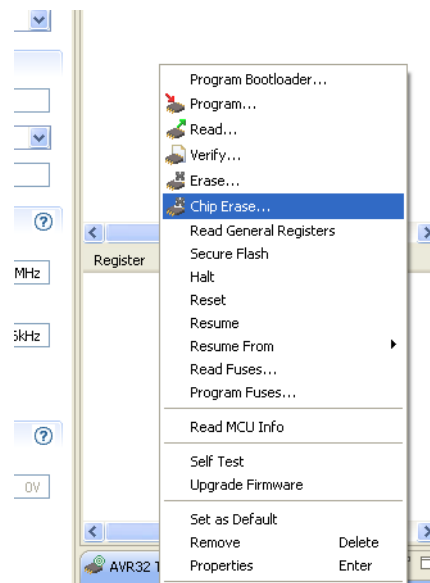 Program Bootloader...
Program...
Read...
Verify...
Erase...
Chip Erase...
Read General Registers
Register
Secure Flash
MHz
Halt
Reset
Resume
5kHz
Resume From
Read Fuses...
Program Fuses...
Read MCU Info
Self Test
0V
Upgrade Firmware
Set as Default
Remove Delete
AVR32 T
Properties Enter